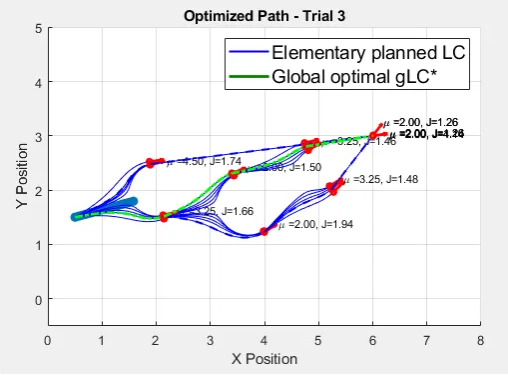 Optimized Path - Trial 3
Elementary planned LC
Global optimal gLC*
Y Position
5
4
3
2
1
0
μ =2.00, J=1.26
μ =2.00,
3.25, J=1.46
μ =4.50, J=1.74
J=1.50
μ =3.25, J=1.48
3.25, J=1.66
μ =2.00, J=1.94
0 1 2 3 4 5 6 7 8
X Position